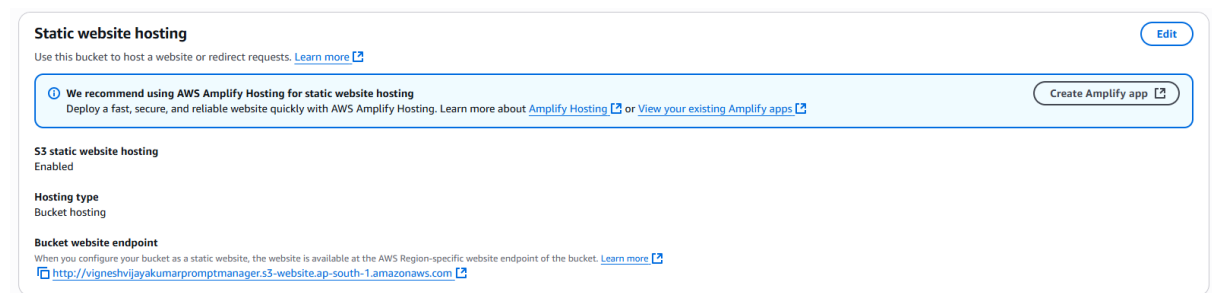 Static website hosting
Edit
Use this bucket to host a website or redirect requests. Learn more
We recommend using AWS Amplify Hosting for static website hosting
Create Amplify app
Deploy a fast, secure, and reliable website quickly with AWS Amplify Hosting. Learn more about Amplify Hosting or View your existing Amplify apps
S3 static website hosting
Enabled
Hosting type
Bucket hosting
Bucket website endpoint
When you configure your bucket as a static website, the website is available at the AWS Region-specific website endpoint of the bucket. Learn more
http://vigneshvijayakumarpromptmanager.s3-website.ap-south-1.amazonaws.com